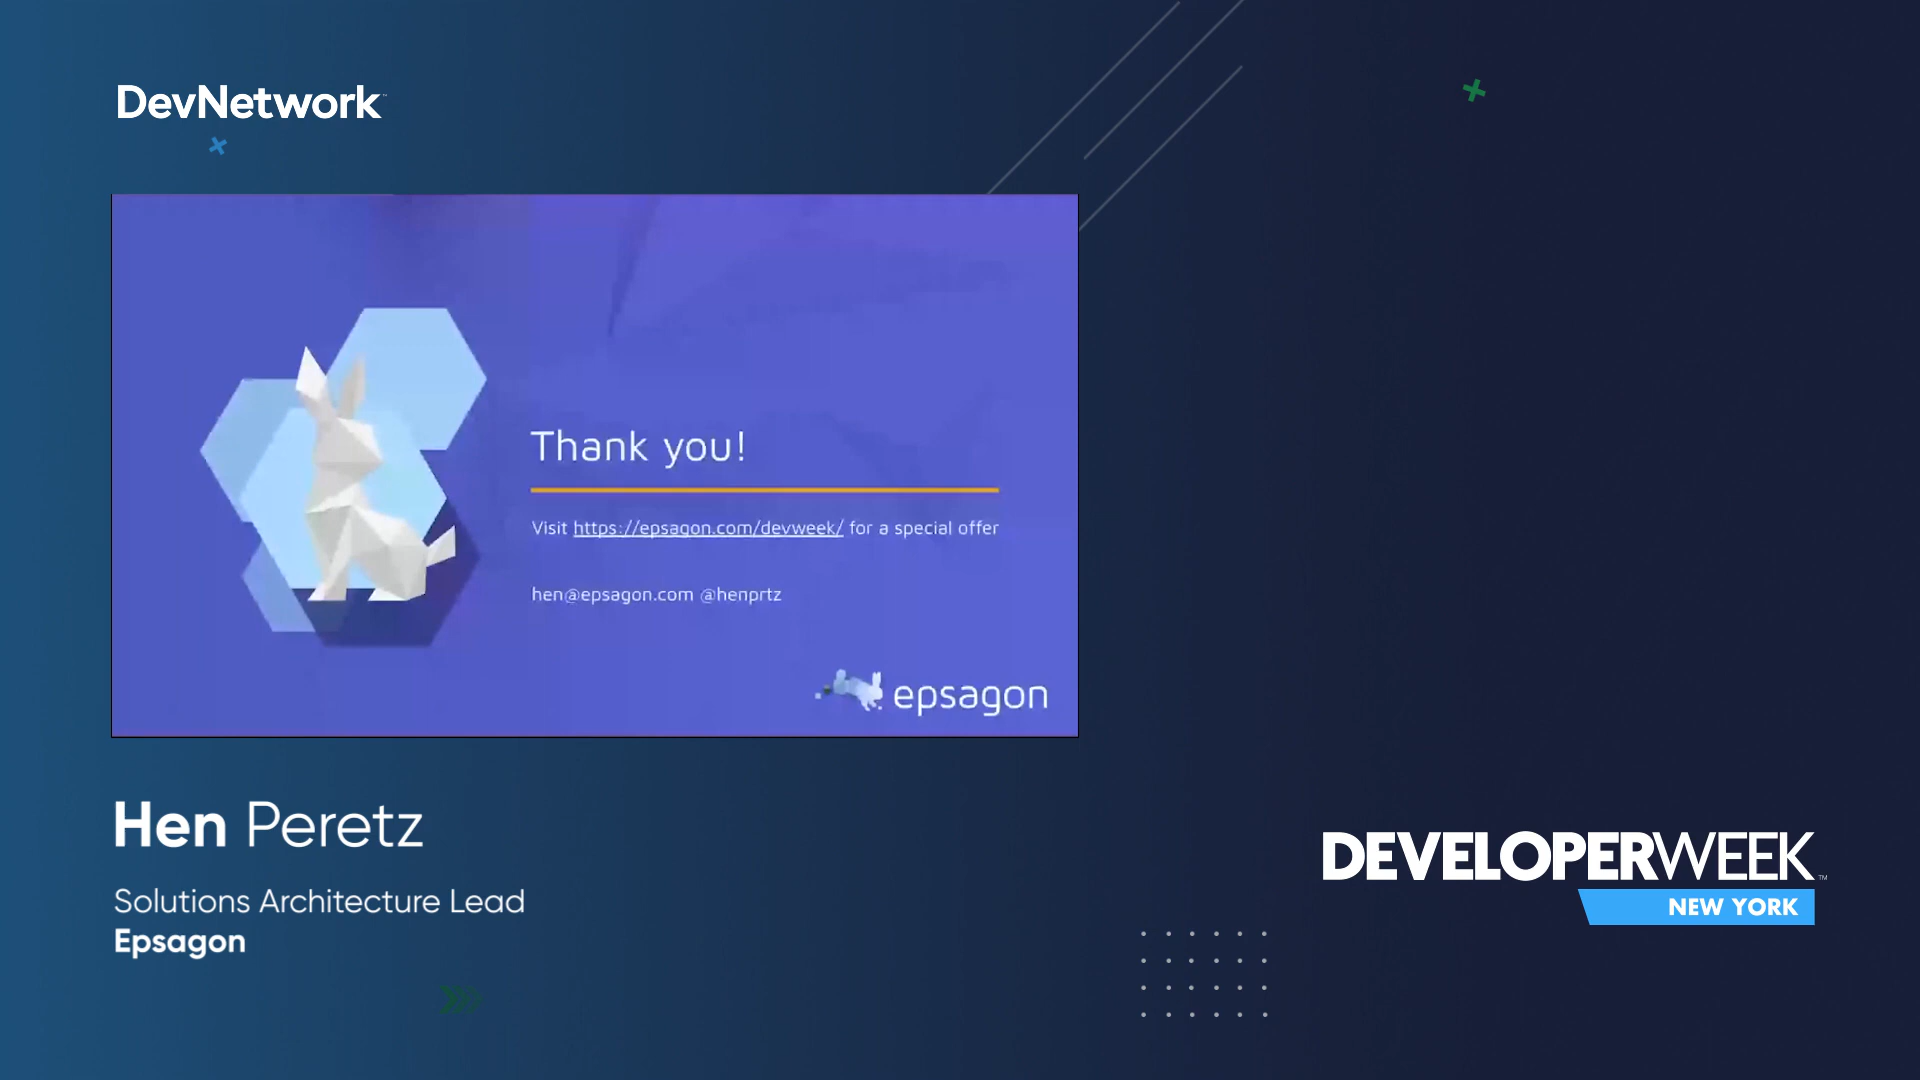 DevNetwork
Thank you!
Visit https://epsagon.com/devweek/ for a special offer
hen@epsagon.com @henprtz
epsagon
Hen Peretz
Solutions Architecture Lead
Epsagon
DEVELOPERWEEK™
NEW YORK